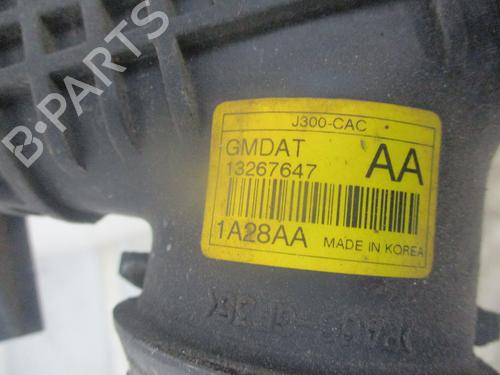 B-PARTS
J300-CAC
GMDAT
AA
13267647
1A28AA
MADE IN KOREA